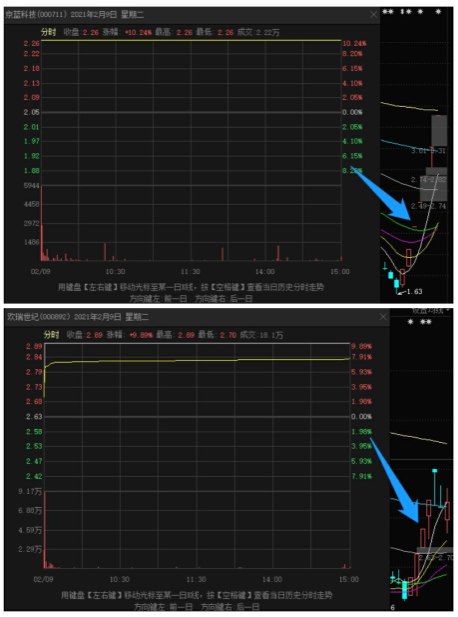 京蓝科技(000711) 2021年2月9日 星期二
分时 收盘:2.26 涨幅: +10.24% 最高: 2.26 最低: 2.26 成交:2.22万
2.26 10.24%
2.22 8.20%
2.18 6.15%
2.13 4.10%
2.09 2.05%
2.05 0.00%
2.01 2.05%
1.97 4.10%
1.92 6.15%
1.88 8.20%
5944
4458
2972
1486
02/09 10:30 11:30 14:00 15:00
用键盘【左右键】移动光标至某一日K线,按【空格键】查看当日历史分时走势
方向键左 前一日 方向键右 后一日
3.01-3.31
2.49-2.74
1.63
欢瑞世纪(000892) 2021年2月9日 星期二
分时 收盘:2.89 涨幅: +9.89% 最高: 2.89 最低: 2.70 成交:18.1万
2.89 9.89%
2.84 7.91%
2.79 5.93%
2.73 3.95%
2.68 1.98%
2.63 0.00%
2.58 1.98%
2.53 3.95%
2.47 5.93%
2.42 7.91%
9.17万
6.88万
4.59万
2.29万
02/09 10:30 11:30 14:00 15:00
用键盘【左右键】移动光标至某一日K线,按【空格键】查看当日历史分时走势
方向键左 前一日 方向键右 后一日
6